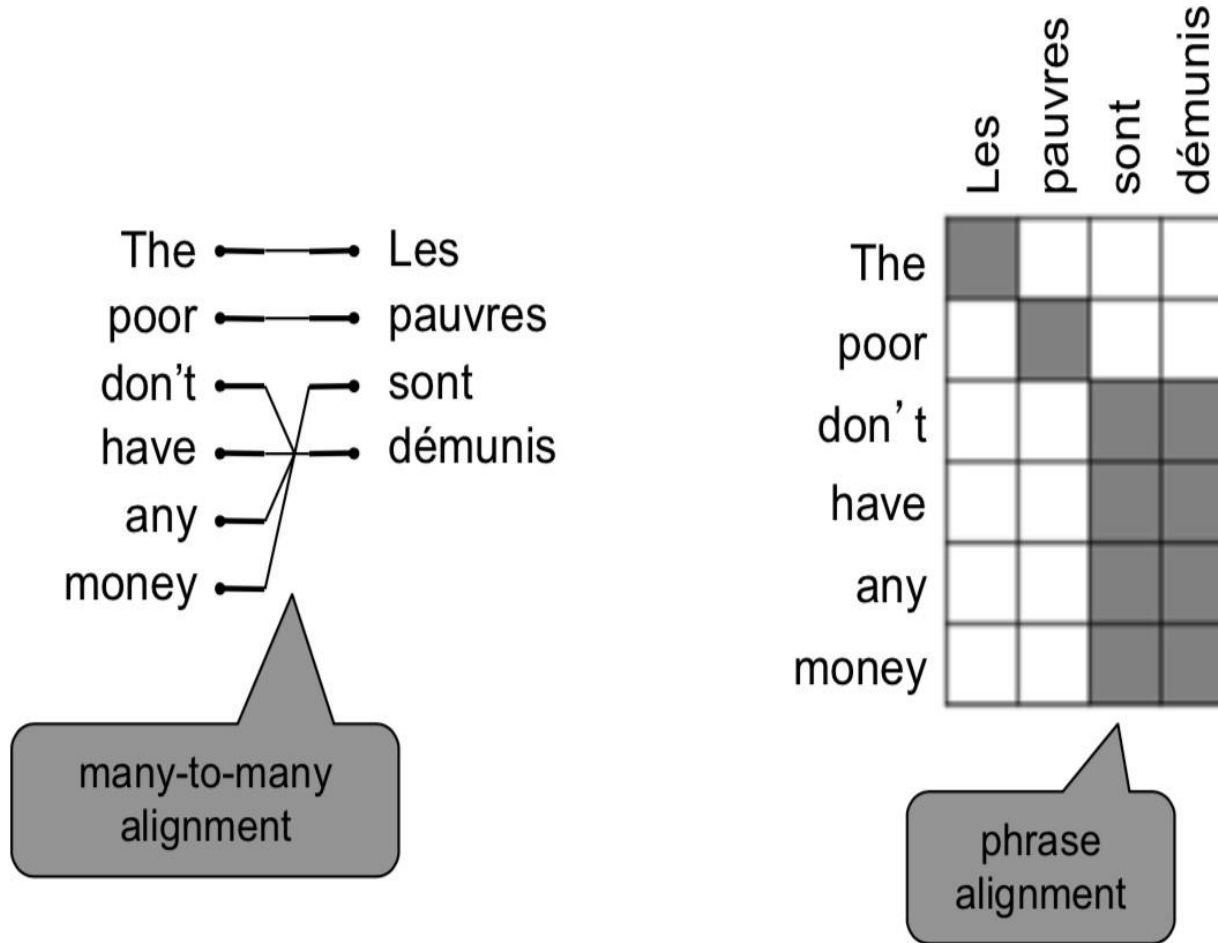 The Les
poor pauvres
don't sont
have démunis
any
money
many-to-many
alignment
Les
pauvres
sont
démunis
The
poor
don’t
have
any
money
phrase
alignment